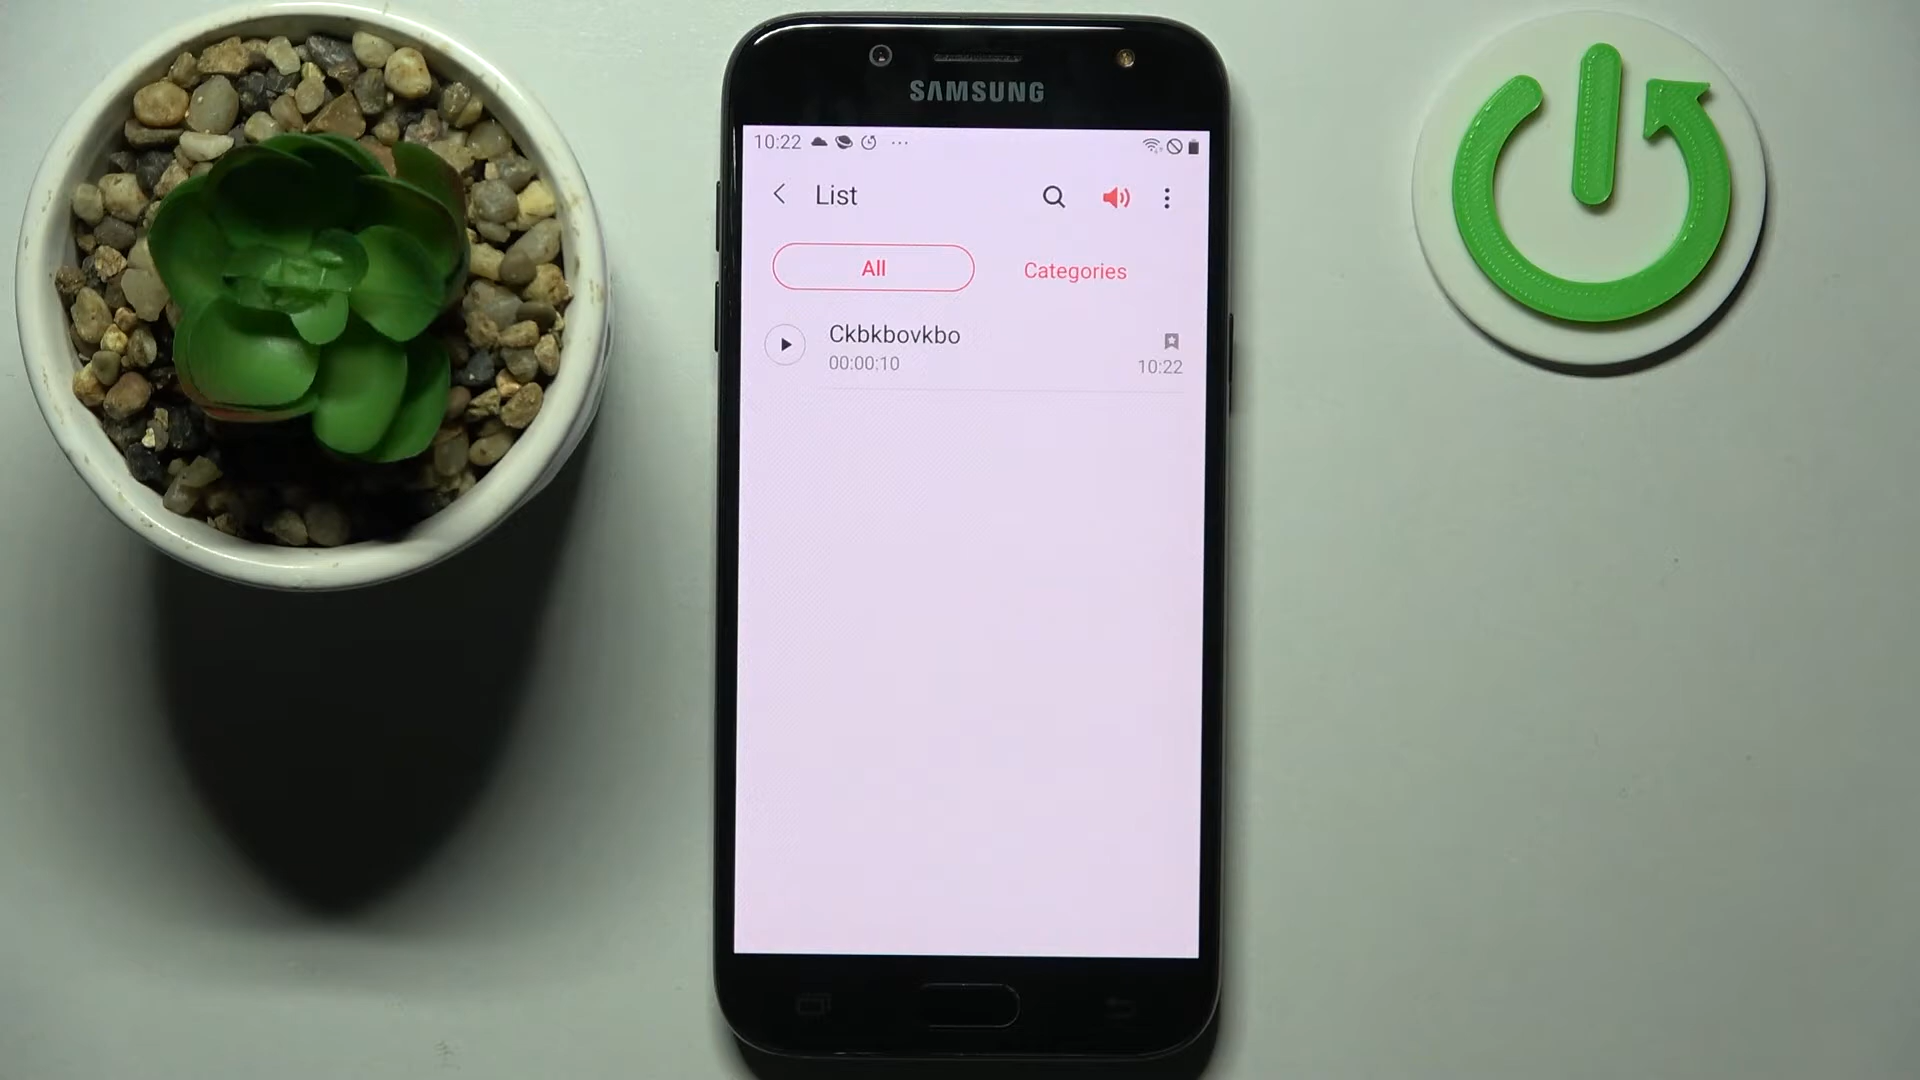 SAMSUNG
10:22
List
All Categories
Ckbkbovkbo
00:00:10 10:22